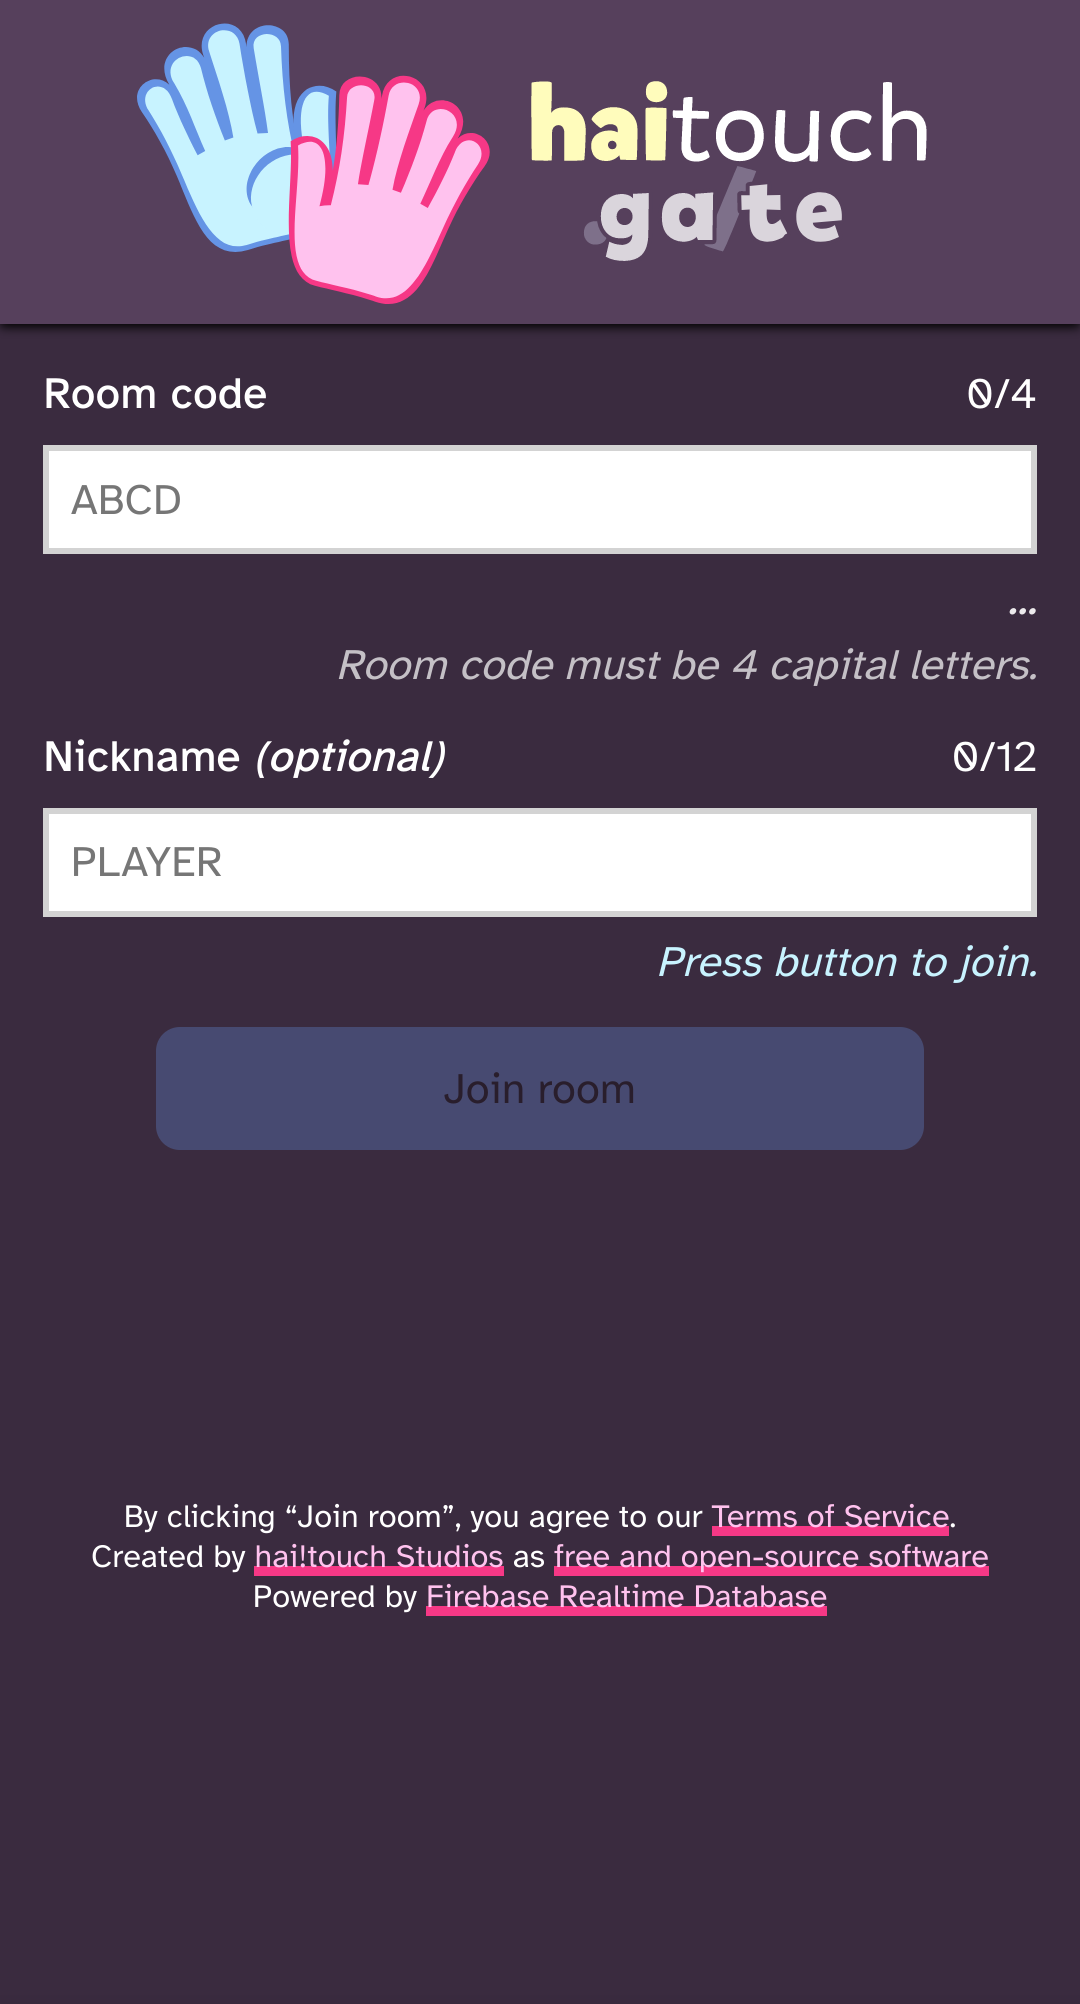 haitouch
.ga/te
Room code 0/4
ABCD
...
Room code must be 4 capital letters.
Nickname (optional) 0/12
PLAYER
Press button to join.
Join room
By clicking “Join room”, you agree to our Terms of Service.
Created by hai!touch Studios as free and open-source software
Powered by Firebase Realtime Database